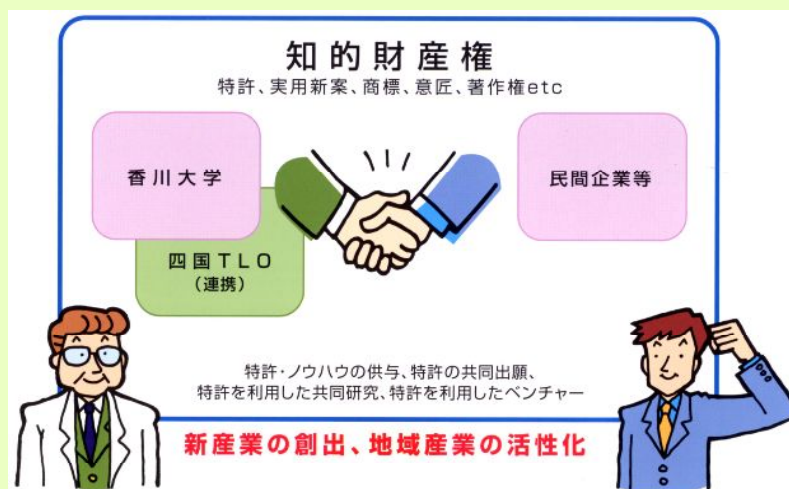 知的財産権
特許、実用新案、商標、意匠、著作権etc
香川大学
民間企業等
四国TLO
（連携）
特許・ノウハウの供与、特許の共同出願、
特許を利用した共同研究、特許を利用したベンチャー
新産業の創出、地域産業の活性化